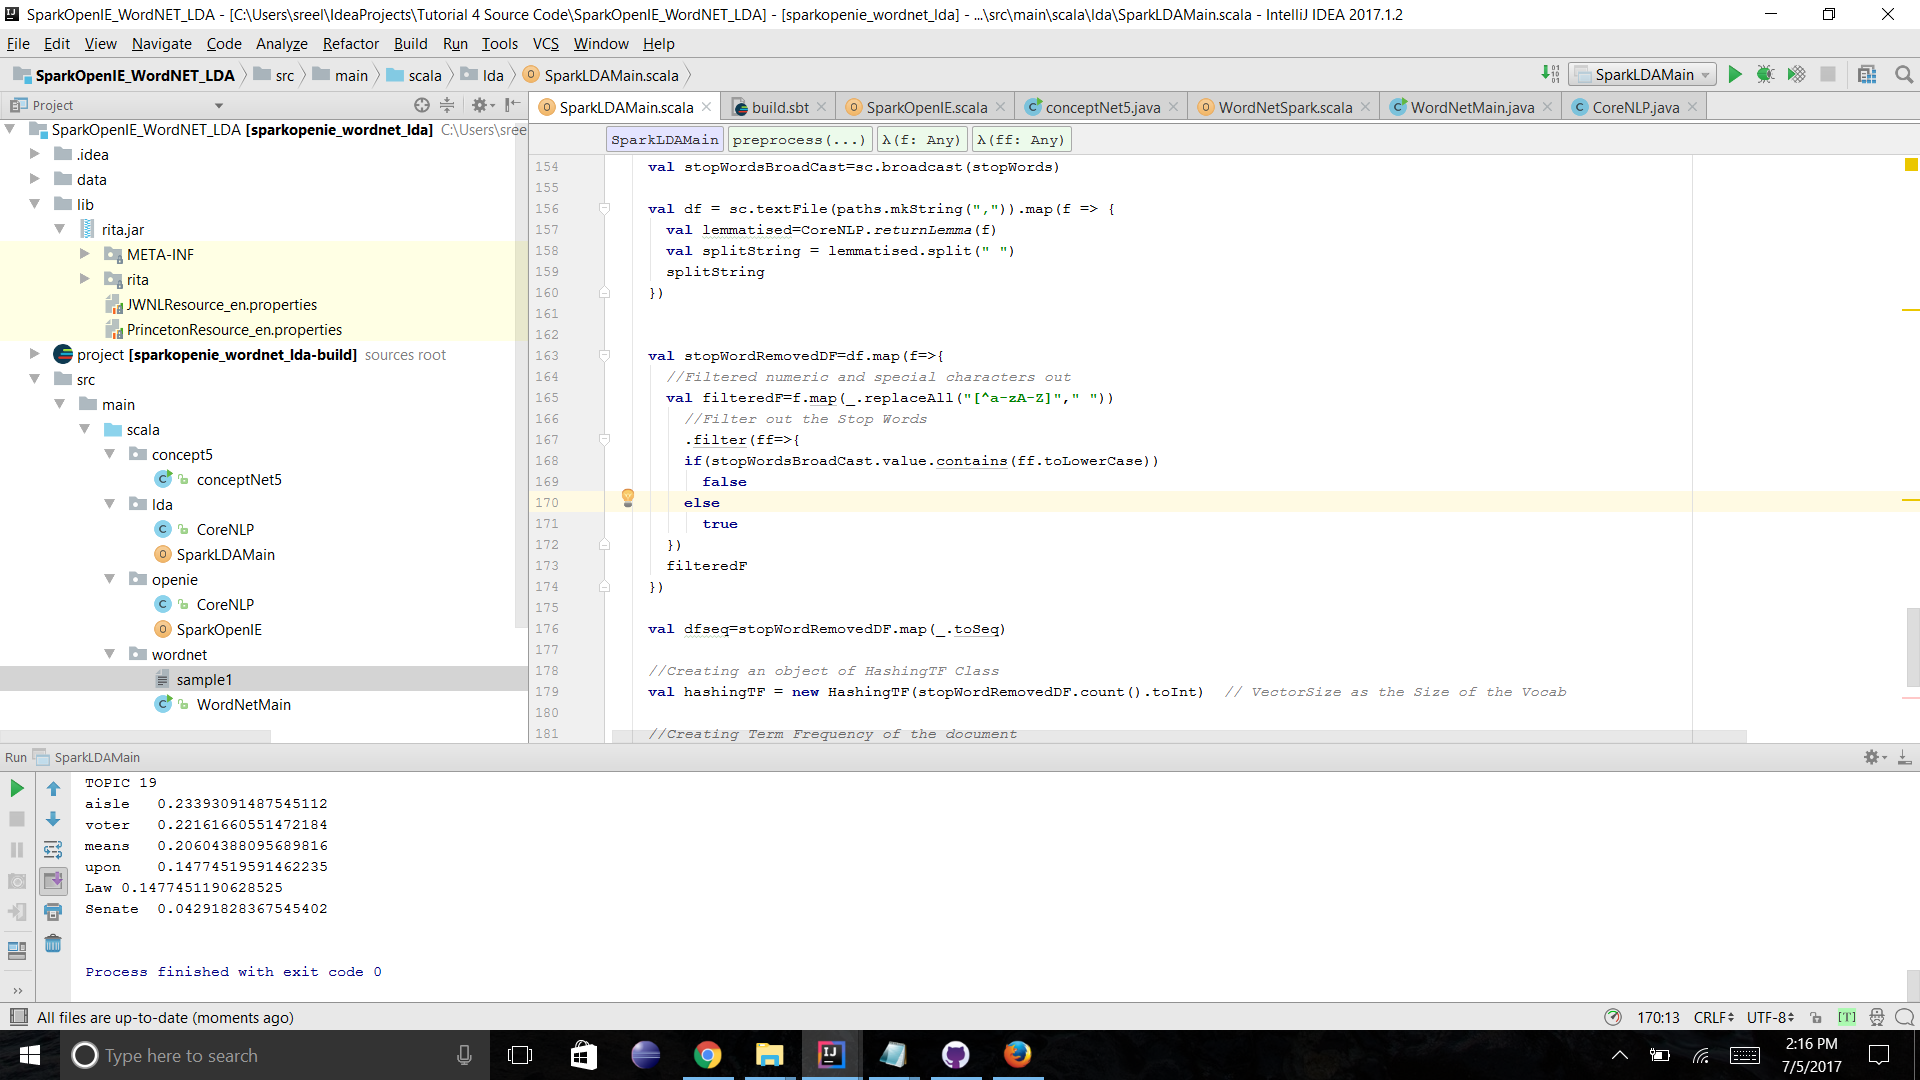 SparkOpenIE_WordNET_LDA - [C:\Users\sreel\IdeaProjects\Tutorial 4 Source Code\SparkOpenIE_WordNET_LDA] - [sparkopenie_wordnet_lda] - ...\src\main\scala\lda\SparkLDAMain.scala - IntelliJ IDEA 2017.1.2
File Edit View Navigate Code Analyze Refactor Build Run Tools VCS Window Help
SparkOpenIE_WordNET_LDA src main scala lda SparkLDAMain.scala SparkLDAMain
Project
SparkLDAMain.scala build.sbt SparkOpenIE.scala conceptNet5.java WordNetSpark.scala WordNetMain.java CoreNLP.java
SparkOpenIE_WordNET_LDA [sparkopenie_wordnet_lda] C:\Users\sree
.idea
data
lib
rita.jar
META-INF
rita
JWNLResource_en.properties
PrincetonResource_en.properties
project [sparkopenie_wordnet_lda-build] sources root
src
main
scala
concept5
conceptNet5
lda
CoreNLP
SparkLDAMain
openie
CoreNLP
SparkOpenIE
wordnet
sample1
WordNetMain
SparkLDAMain preprocess(...) λ(f: Any) λ(ff: Any)
154 val stopWordsBroadCast=sc.broadcast(stopWords)
155
156 val df = sc.textFile(paths.mkString(",")).map(f => {
157 val lemmatised=CoreNLP.returnLemma(f)
158 val splitString = lemmatised.split(" ")
159 splitString
160 })
161
162
163 val stopWordRemovedDF=df.map(f=>{
164 //Filtered numeric and special characters out
165 val filteredF=f.map(_.replaceAll("[^a-zA-Z]"," "))
166 //Filter out the Stop Words
167 .filter(ff=>{
168 if(stopWordsBroadCast.value.contains(ff.toLowerCase))
169 false
170 else
171 true
172 })
173 filteredF
174 })
175
176 val dfseq=stopWordRemovedDF.map(_.toSeq)
177
178 //Creating an object of HashingTF Class
179 val hashingTF = new HashingTF(stopWordRemovedDF.count().toInt) // VectorSize as the Size of the Vocab
180
181 //Creating Term Frequency of the document
Run SparkLDAMain
TOPIC 19
aisle 0.23393091487545112
voter 0.22161660551472184
means 0.20604388095689816
upon 0.14774519591462235
Law 0.1477451190628525
Senate 0.04291828367545402
Process finished with exit code 0
All files are up-to-date (moments ago) 170:13 CRLF UTF-8 [T]
Type here to search
2:16 PM
7/5/2017